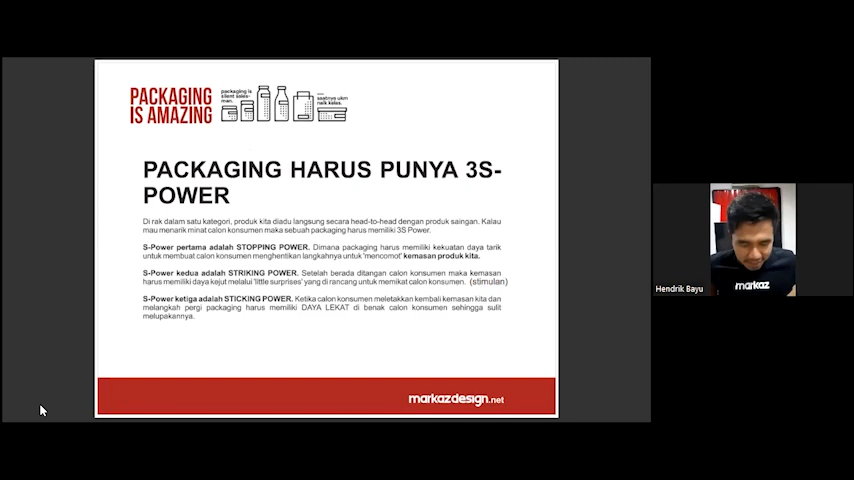 PACKAGING
IS AMAZING
packaging is
silent sales-
man.
saatnya ukm
naik kelas.
PACKAGING HARUS PUNYA 3S-
POWER
Di rak dalam satu kategori, produk kita diadu langsung secara head-to-head dengan produk saingan. Kalau
mau menarik minat calon konsumen maka sebuah packaging harus memiliki 3S Power.
S-Power pertama adalah STOPPING POWER. Dimana packaging harus memiliki kekuatan daya tarik
untuk membuat calon konsumen menghentikan langkahnya untuk 'mencomot' kemasan produk kita.
S-Power kedua adalah STRIKING POWER. Setelah berada ditangan calon konsumen maka kemasan
harus memiliki daya kejut melalui 'little surprises' yang di rancang untuk memikat calon konsumen. (stimulan)
S-Power ketiga adalah STICKING POWER. Ketika calon konsumen meletakkan kembali kemasan kita dan
melangkah pergi packaging harus memiliki DAYA LEKAT di benak calon konsumen sehingga sulit
melupakannya.
markazdesign.net
markaz
Hendrik Bayu